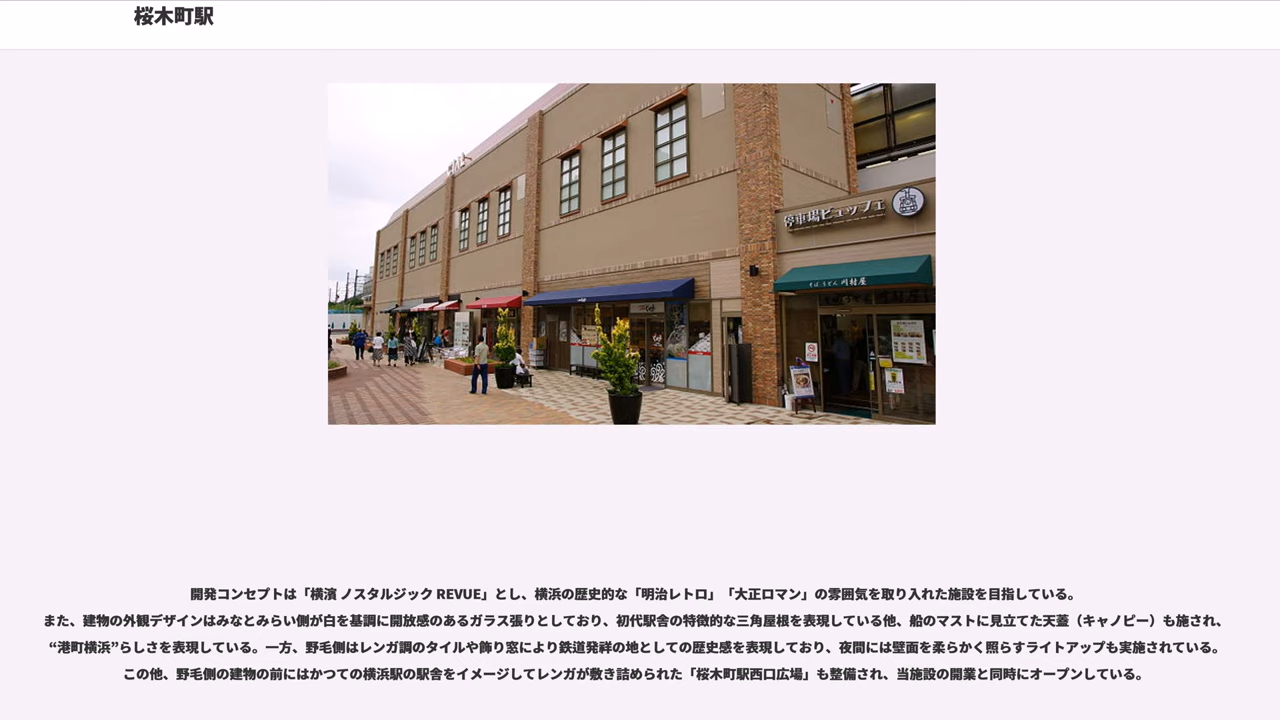 桜木町駅
停車場ビュッフェ
そば うどん 川村屋
開発コンセプトは「横濱 ノスタルジック REVUE」とし、横浜の歴史的な「明治レトロ」「大正ロマン」の雰囲気を取り入れた施設を目指している。
また、建物の外観デザインはみなとみらい側が白を基調に開放感のあるガラス張りとしており、初代駅舎の特徴的な三角屋根を表現している他、船のマストに見立てた天蓋（キャノピー）も施され、
“港町横浜”らしさを表現している。一方、野毛側はレンガ調のタイルや飾り窓により鉄道発祥の地としての歴史感を表現しており、夜間には壁面を柔らかく照らすライトアップも実施されている。
この他、野毛側の建物の前にはかつての横浜駅の駅舎をイメージしてレンガが敷き詰められた「桜木町駅西口広場」も整備され、当施設の開業と同時にオープンしている。